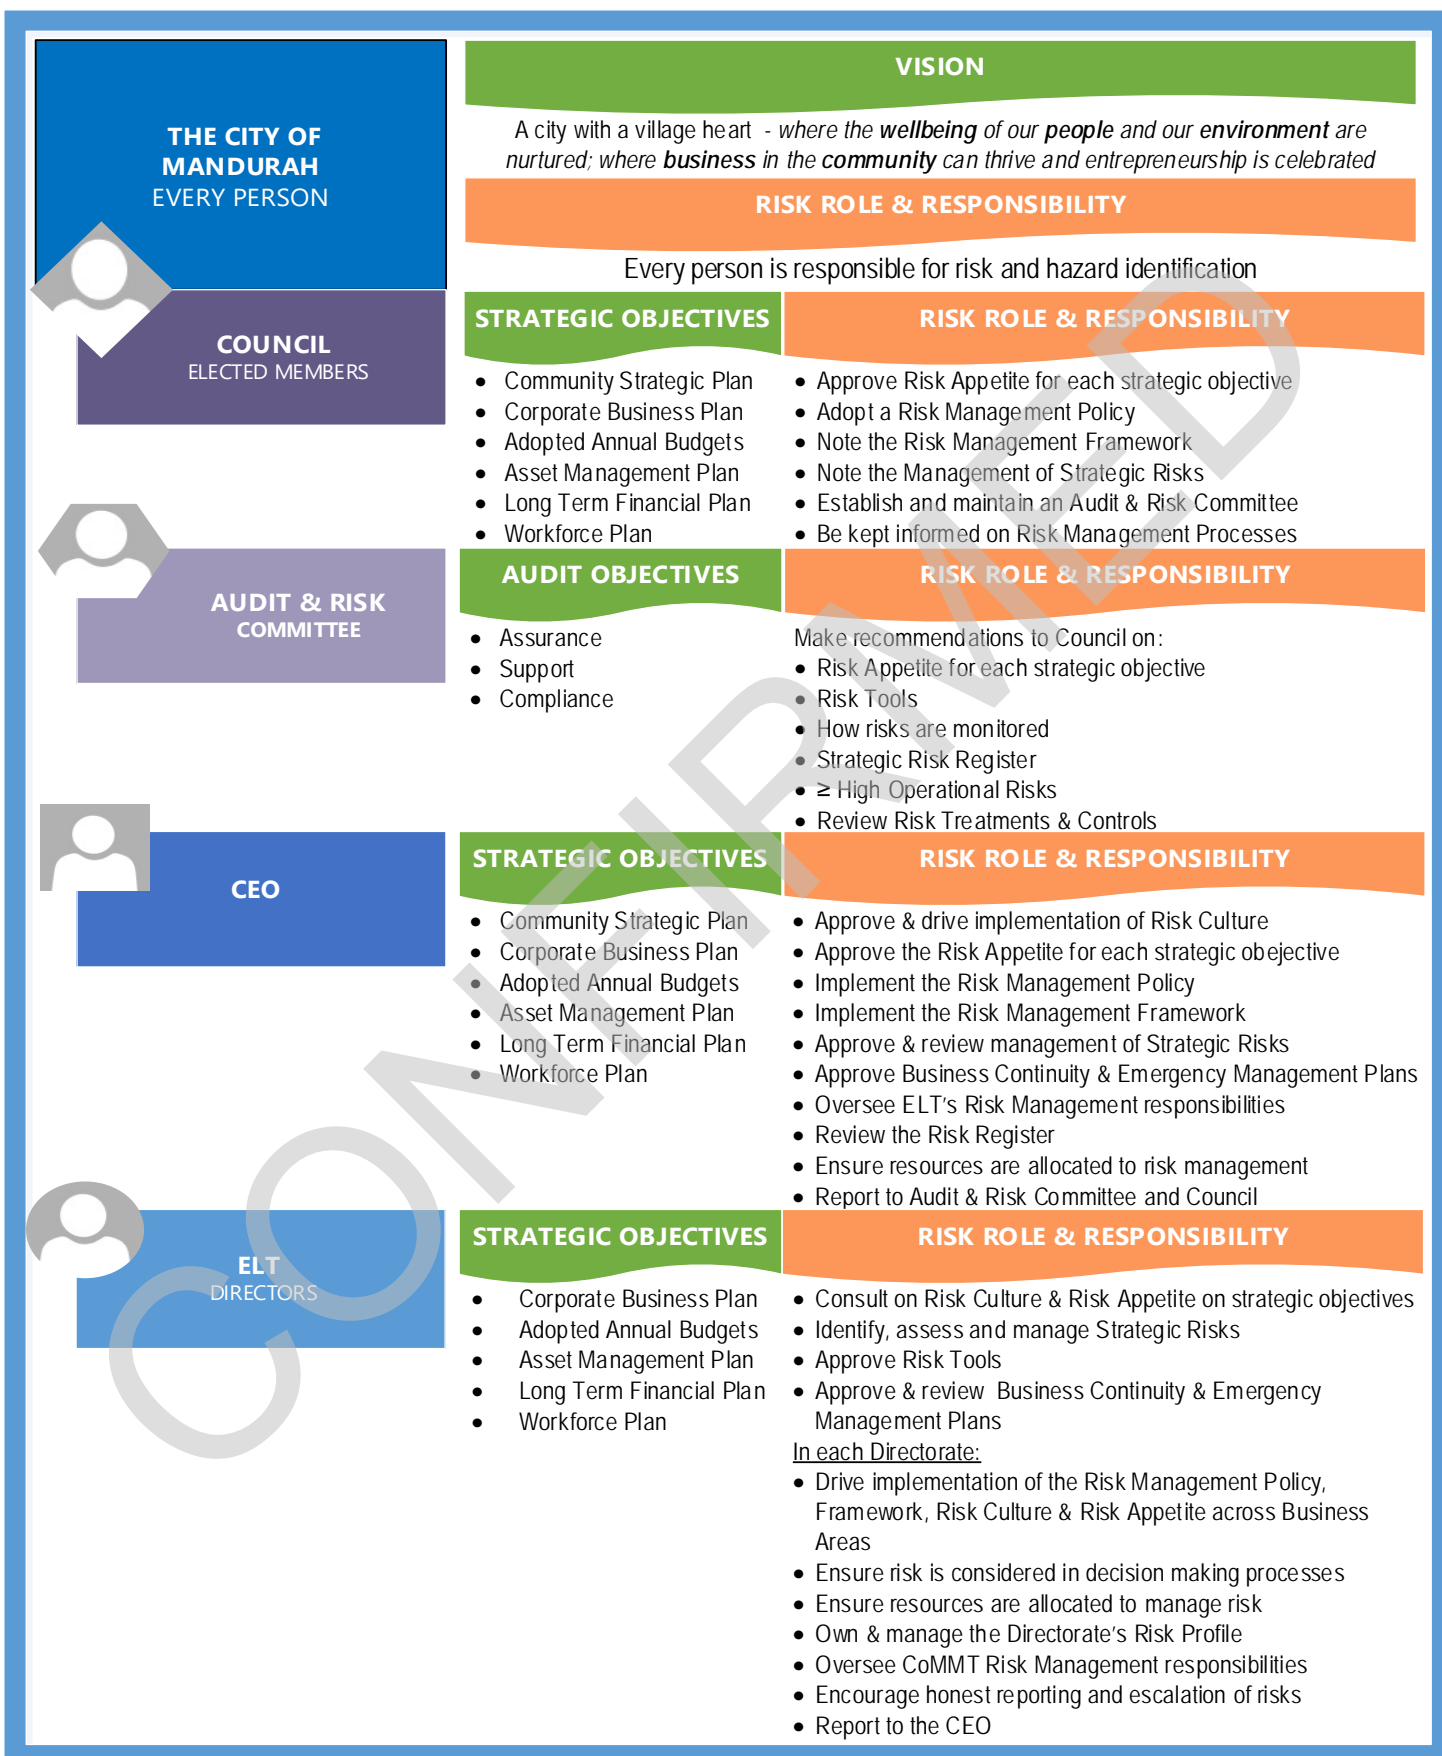 THE CITY OF
MANDURAH
EVERY PERSON
VISION
A city with a village heart - where the wellbeing of our people and our environment are
nurtured; where business in the community can thrive and entrepreneurship is celebrated
RISK ROLE & RESPONSIBILITY
Every person is responsible for risk and hazard identification
COUNCIL
ELECTED MEMBERS
STRATEGIC OBJECTIVES
• Community Strategic Plan
• Corporate Business Plan
• Adopted Annual Budgets
• Asset Management Plan
• Long Term Financial Plan
• Workforce Plan
RISK ROLE & RESPONSIBILITY
• Approve Risk Appetite for each strategic objective
• Adopt a Risk Management Policy
• Note the Risk Management Framework
• Note the Management of Strategic Risks
• Establish and maintain an Audit & Risk Committee
• Be kept informed on Risk Management Processes
AUDIT & RISK
COMMITTEE
AUDIT OBJECTIVES
• Assurance
• Support
• Compliance
RISK ROLE & RESPONSIBILITY
Make recommendations to Council on:
• Risk Appetite for each strategic objective
• Risk Tools
• How risks are monitored
• Strategic Risk Register
• ≥ High Operational Risks
• Review Risk Treatments & Controls
CEO
STRATEGIC OBJECTIVES
• Community Strategic Plan
• Corporate Business Plan
• Adopted Annual Budgets
• Asset Management Plan
• Long Term Financial Plan
• Workforce Plan
RISK ROLE & RESPONSIBILITY
• Approve & drive implementation of Risk Culture
• Approve the Risk Appetite for each strategic obejective
• Implement the Risk Management Policy
• Implement the Risk Management Framework
• Approve & review management of Strategic Risks
• Approve Business Continuity & Emergency Management Plans
• Oversee ELT's Risk Management responsibilities
• Review the Risk Register
• Ensure resources are allocated to risk management
• Report to Audit & Risk Committee and Council
ELT
DIRECTORS
STRATEGIC OBJECTIVES
• Corporate Business Plan
• Adopted Annual Budgets
• Asset Management Plan
• Long Term Financial Plan
• Workforce Plan
RISK ROLE & RESPONSIBILITY
• Consult on Risk Culture & Risk Appetite on strategic objectives
• Identify, assess and manage Strategic Risks
• Approve Risk Tools
• Approve & review Business Continuity & Emergency
Management Plans
In each Directorate:
• Drive implementation of the Risk Management Policy,
Framework, Risk Culture & Risk Appetite across Business
Areas
• Ensure risk is considered in decision making processes
• Ensure resources are allocated to manage risk
• Own & manage the Directorate's Risk Profile
• Oversee CoMMT Risk Management responsibilities
• Encourage honest reporting and escalation of risks
• Report to the CEO
CONFIRMED